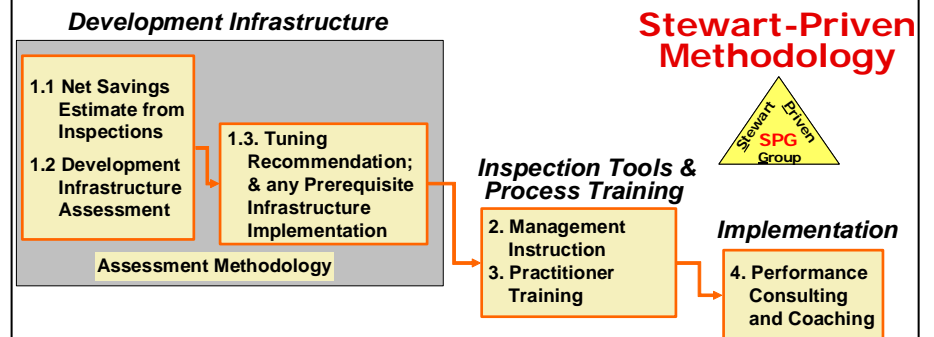 Development Infrastructure
Stewart-Priven
Methodology
1.1 Net Savings
Estimate from
Inspections
1.2 Development
Infrastructure
Assessment
1.3. Tuning
Recommendation;
& any Prerequisite
Infrastructure
Implementation
Assessment Methodology
Stewart
Priven
SPG
Group
Inspection Tools &
Process Training
2. Management
Instruction
3. Practitioner
Training
Implementation
4. Performance
Consulting
and Coaching